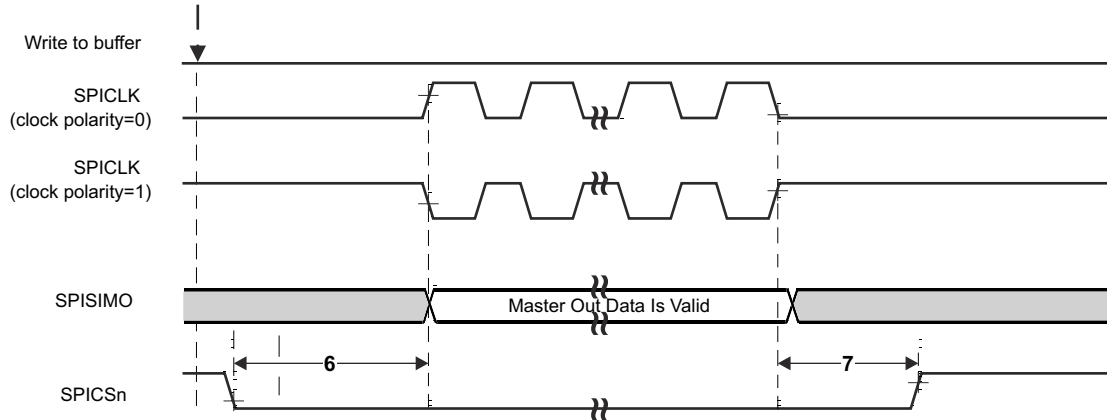 Write to buffer
SPICLK
(clock polarity=0)
SPICLK
(clock polarity=1)
SPISIMO
Master Out Data Is Valid
6
7
SPICSn